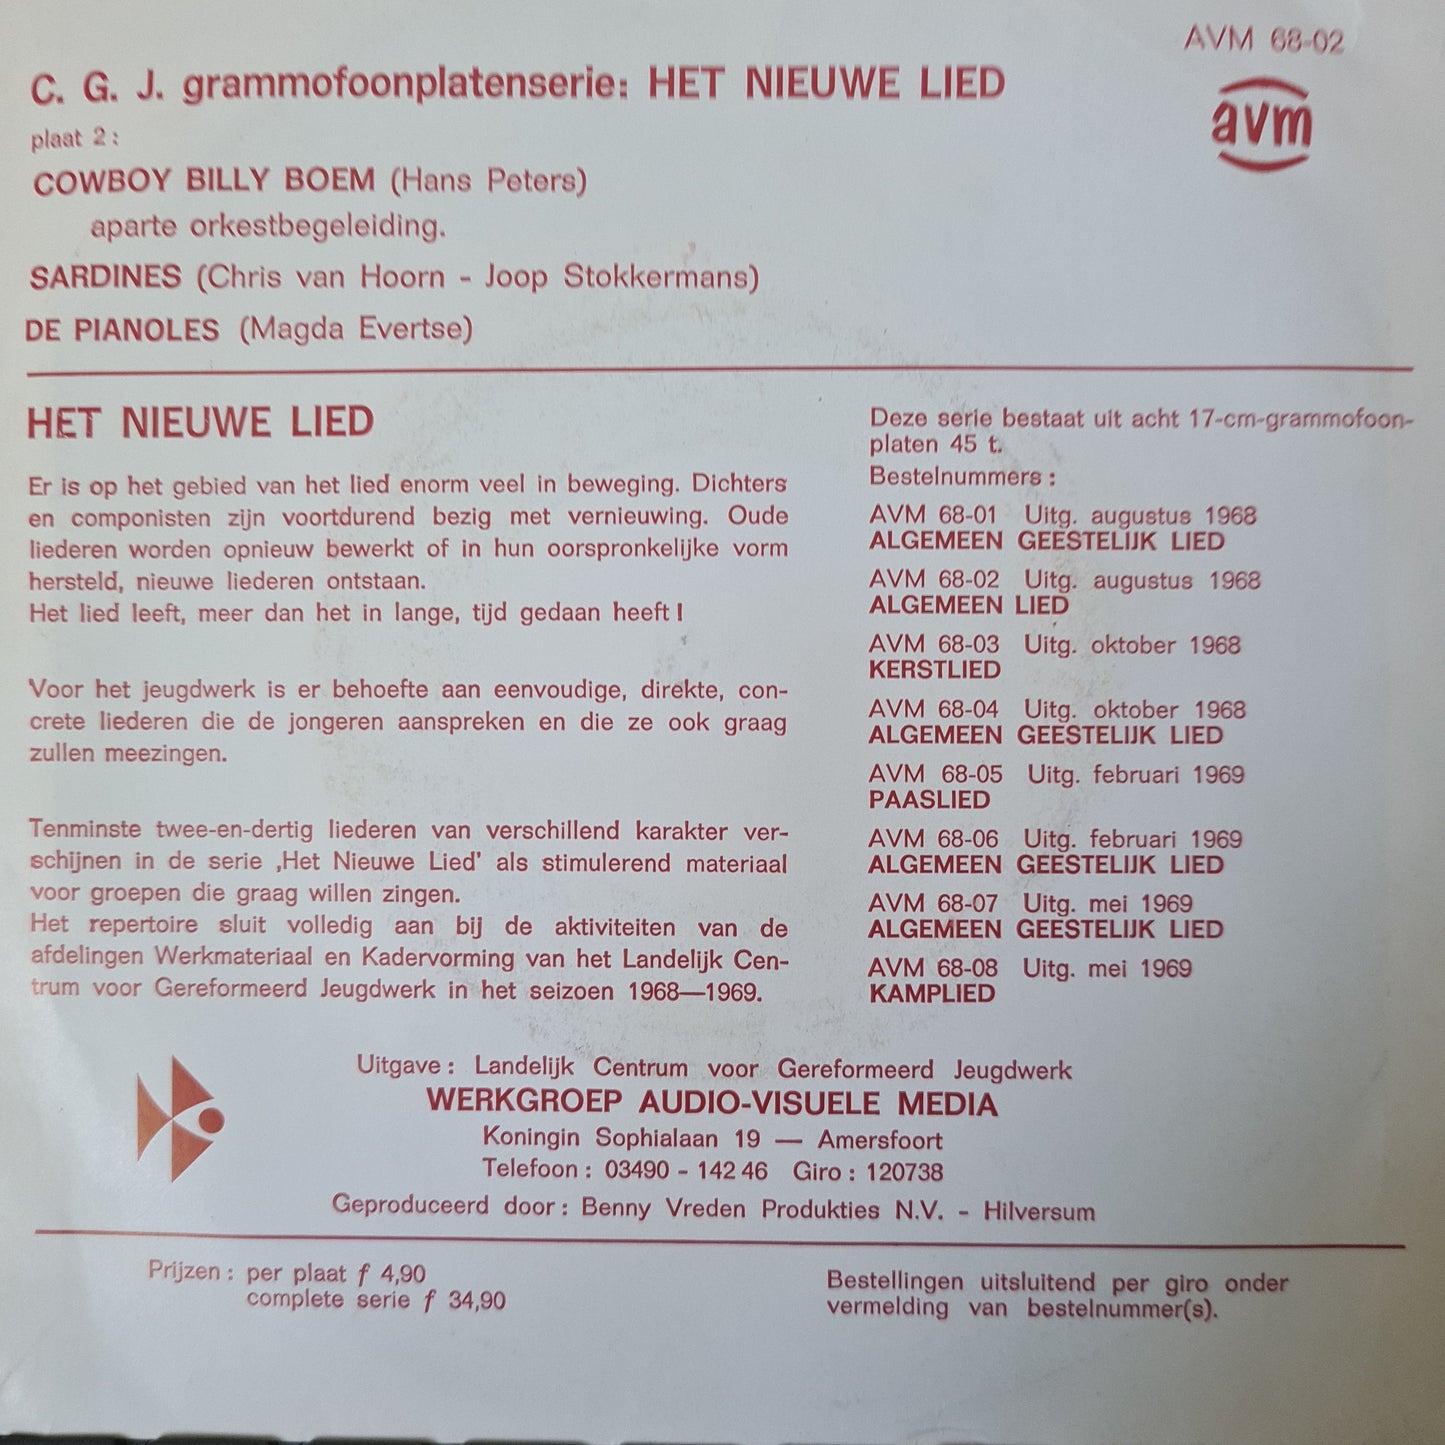 AVM 68-02
avm
C. G. J. grammofoonplatenserie: HET NIEUWE LIED
plaat 2:
COWBOY BILLY BOEM (Hans Peters)
aparte orkestbegeleiding.
SARDINES (Chris van Hoorn - Joop Stokkermans)
DE PIANOLES (Magda Evertse)
HET NIEUWE LIED
Er is op het gebied van het lied enorm veel in beweging. Dichters
en componisten zijn voortdurend bezig met vernieuwing. Oude
liederen worden opnieuw bewerkt of in hun oorspronkelijke vorm
hersteld, nieuwe liederen ontstaan.
Het lied leeft, meer dan het in lange, tijd gedaan heeft!
Voor het jeugdwerk is er behoefte aan eenvoudige, direkte, con-
crete liederen die de jongeren aanspreken en die ze ook graag
zullen meezingen.
Tenminste twee-en-dertig liederen van verschillend karakter ver-
schijnen in de serie ‚Het Nieuwe Lied’ als stimulerend materiaal
voor groepen die graag willen zingen.
Het repertoire sluit volledig aan bij de aktiviteiten van de
afdelingen Werkmateriaal en Kadervorming van het Landelijk Cen-
trum voor Gereformeerd Jeugdwerk in het seizoen 1968—1969.
Deze serie bestaat uit acht 17-cm-grammofoon-
platen 45 t.
Bestelnummers:
AVM 68-01 Uitg. augustus 1968
ALGEMEEN GEESTELIJK LIED
AVM 68-02 Uitg. augustus 1968
ALGEMEEN LIED
AVM 68-03 Uitg. oktober 1968
KERSTLIED
AVM 68-04 Uitg. oktober 1968
ALGEMEEN GEESTELIJK LIED
AVM 68-05 Uitg. februari 1969
PAASLIED
AVM 68-06 Uitg. februari 1969
ALGEMEEN GEESTELIJK LIED
AVM 68-07 Uitg. mei 1969
ALGEMEEN GEESTELIJK LIED
AVM 68-08 Uitg. mei 1969
KAMPLIED
Uitgave: Landelijk Centrum voor Gereformeerd Jeugdwerk
WERKGROEP AUDIO-VISUELE MEDIA
Koningin Sophialaan 19 — Amersfoort
Telefoon: 03490 - 142 46 Giro: 120738
Geproduceerd door: Benny Vreden Produkties N.V. - Hilversum
Prijzen: per plaat f 4,90
complete serie f 34,90
Bestellingen uitsluitend per giro onder
vermelding van bestelnummer(s).